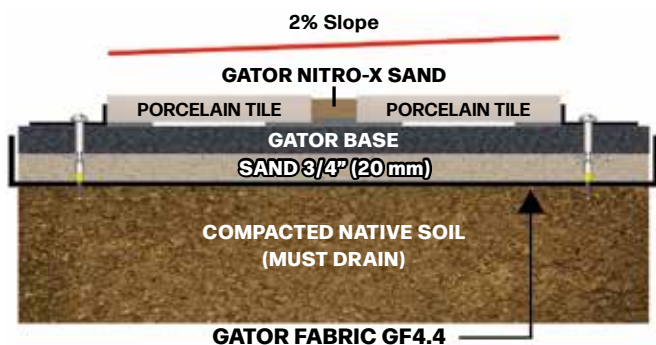 2% Slope
GATOR NITRO-X SAND
PORCELAIN TILE
PORCELAIN TILE
GATOR BASE
SAND 3/4” (20 mm)
COMPACTED NATIVE SOIL
(MUST DRAIN)
GATOR FABRIC GF4.4